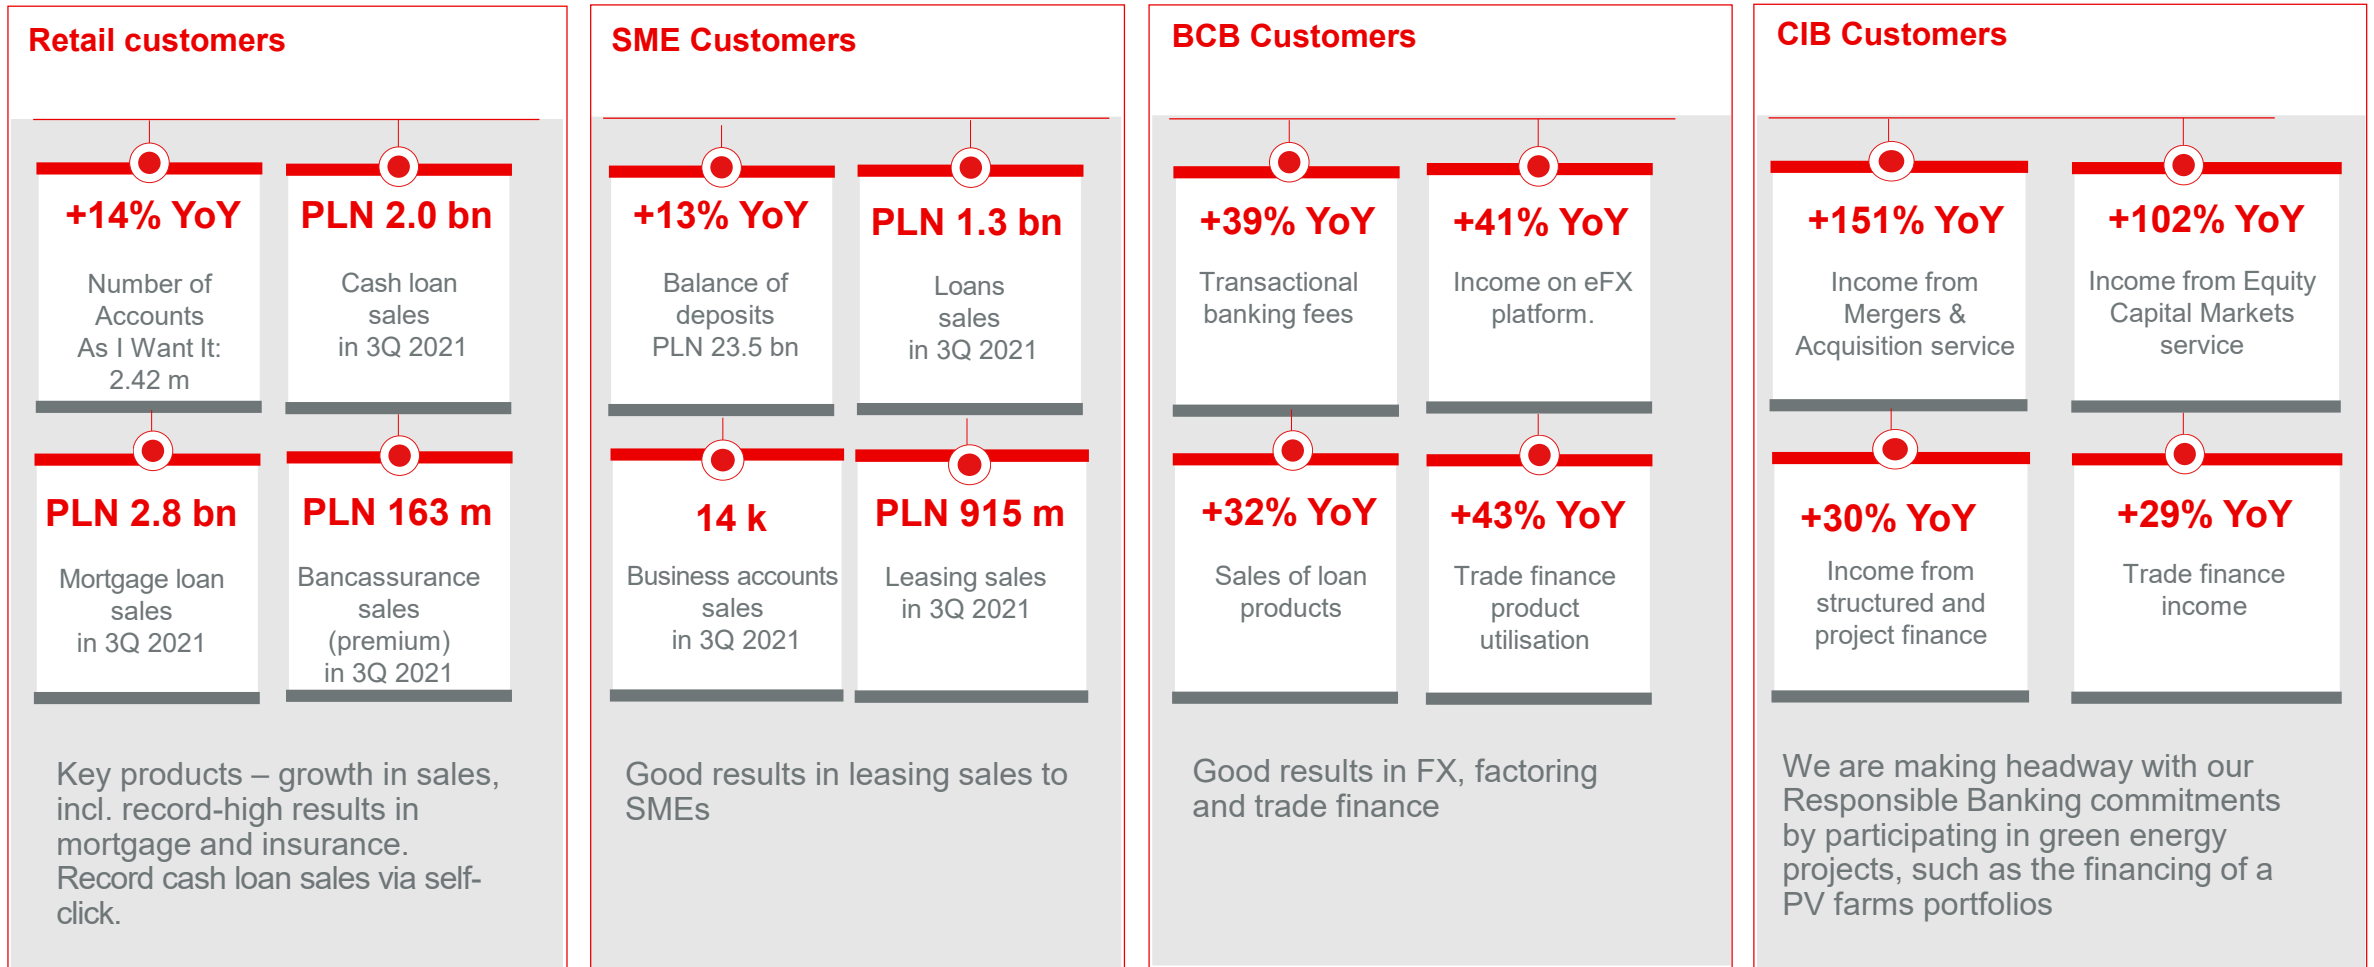 Retail customers
+14% YoY
Number of
Accounts
As I Want It:
2.42 m
PLN 2.0 bn
Cash loan
sales
in 3Q 2021
PLN 2.8 bn
Mortgage loan
sales
in 3Q 2021
PLN 163 m
Bancassurance
sales
(premium)
in 3Q 2021
Key products – growth in sales,
incl. record-high results in
mortgage and insurance.
Record cash loan sales via self-
click.
SME Customers
+13% YoY
Balance of
deposits
PLN 23.5 bn
PLN 1.3 bn
Loans
sales
in 3Q 2021
14 k
Business accounts
sales
in 3Q 2021
PLN 915 m
Leasing sales
in 3Q 2021
Good results in leasing sales to
SMEs
BCB Customers
+39% YoY
Transactional
banking fees
+41% YoY
Income on eFX
platform.
+32% YoY
Sales of loan
products
+43% YoY
Trade finance
product
utilisation
Good results in FX, factoring
and trade finance
CIB Customers
+151% YoY
Income from
Mergers &
Acquisition service
+102% YoY
Income from Equity
Capital Markets
service
+30% YoY
Income from
structured and
project finance
+29% YoY
Trade finance
income
We are making headway with our
Responsible Banking commitments
by participating in green energy
projects, such as the financing of a
PV farms portfolios